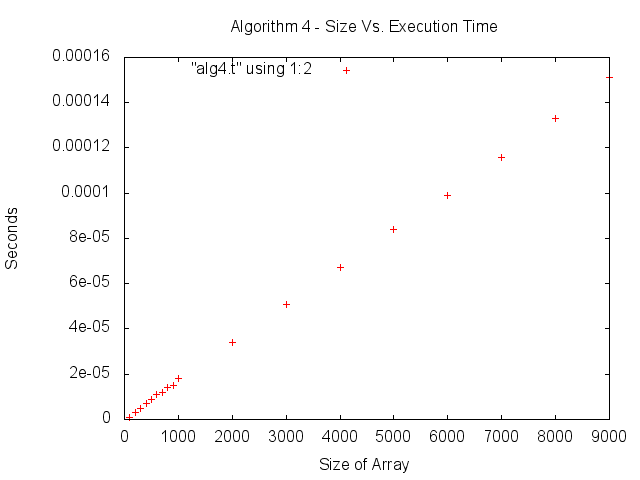 Algorithm 4 - Size Vs. Execution Time
0.00016
"alg4.t" using 1:2
0.00014
0.00012
0.0001
8e-05
6e-05
4e-05
2e-05
0
Seconds
0 1000 2000 3000 4000 5000 6000 7000 8000 9000
Size of Array